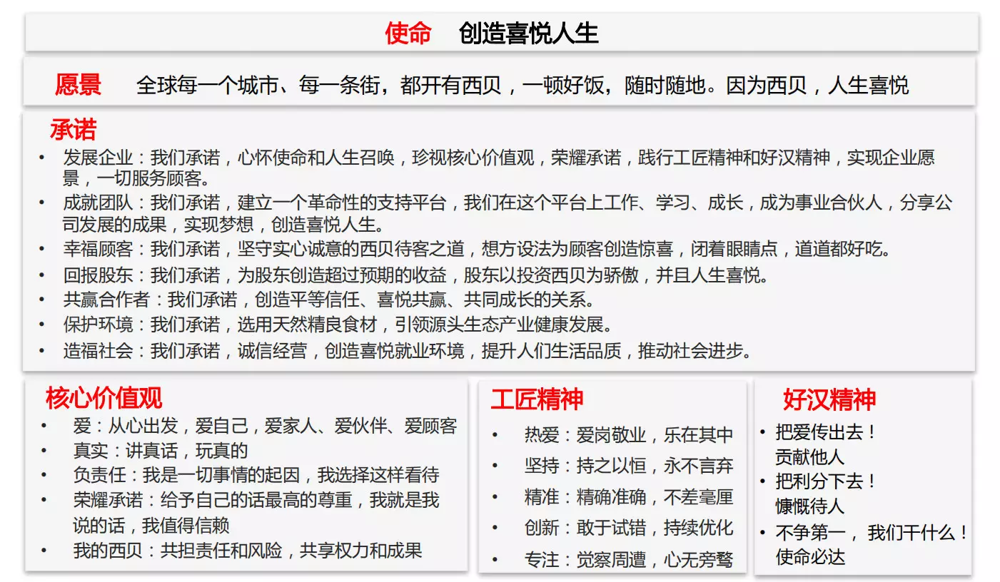 使命 创造喜悦人生
愿景 全球每一个城市、每一条街，都开有西贝，一顿好饭，随时随地。因为西贝，人生喜悦
承诺
• 发展企业：我们承诺，心怀使命和人生召唤，珍视核心价值观，荣耀承诺，践行工匠精神和好汉精神，实现企业愿
景，一切服务顾客。
• 成就团队：我们承诺，建立一个革命性的支持平台，我们在这个平台上工作、学习、成长，成为事业合伙人，分享公
司发展的成果，实现梦想，创造喜悦人生。
• 幸福顾客：我们承诺，坚守实心诚意的西贝待客之道，想方设法为顾客创造惊喜，闭着眼睛点，道道都好吃。
• 回报股东：我们承诺，为股东创造超过预期的收益，股东以投资西贝为骄傲，并且人生喜悦。
• 共赢合作者：我们承诺，创造平等信任、喜悦共赢、共同成长的关系。
• 保护环境：我们承诺，选用天然精良食材，引领源头生态产业健康发展。
• 造福社会：我们承诺，诚信经营，创造喜悦就业环境，提升人们生活品质，推动社会进步。
核心价值观
• 爱：从心出发，爱自己，爱家人、爱伙伴、爱顾客
• 真实：讲真话，玩真的
• 负责任：我是一切事情的起因，我选择这样看待
• 荣耀承诺：给予自己的话最高的尊重，我就是我
说的话，我值得信赖
• 我的西贝：共担责任和风险，共享权力和成果
工匠精神
• 热爱：爱岗敬业，乐在其中
• 坚持：持之以恒，永不言弃
• 精准：精确准确，不差毫厘
• 创新：敢于试错，持续优化
• 专注：觉察周遭，心无旁骛
好汉精神
• 把爱传出去！
贡献他人
• 把利分下去！
慷慨待人
• 不争第一， 我们干什么！
使命必达